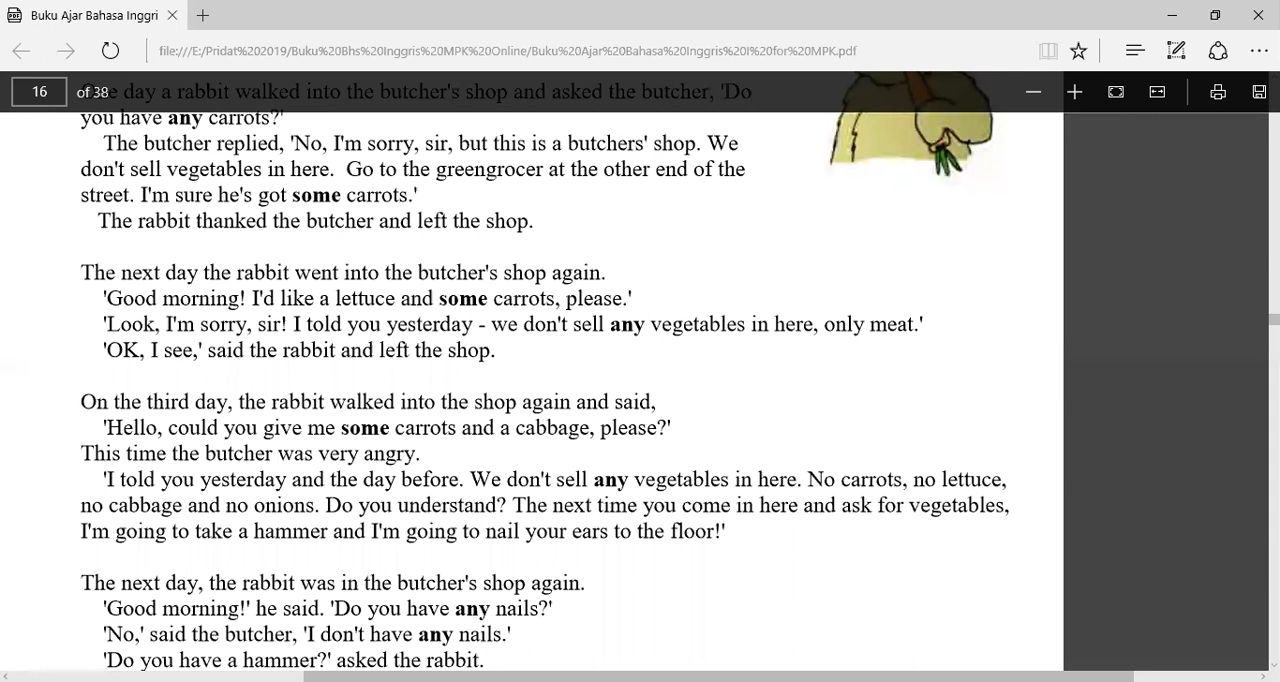 Buku Ajar Bahasa Inggri
file:///E:/Pridat%202019/Buku%20Bhs%20Inggris%20MPK%20Online/Buku%20Ajar%20Bahasa%20Inggris%20I%20for%20MPK.pdf
16 of 38
day a rabbit walked into the butcher's shop and asked the butcher, 'Do
you have any carrots?'
The butcher replied, 'No, I'm sorry, sir, but this is a butchers' shop. We
don't sell vegetables in here. Go to the greengrocer at the other end of the
street. I'm sure he's got some carrots.'
The rabbit thanked the butcher and left the shop.
The next day the rabbit went into the butcher's shop again.
'Good morning! I'd like a lettuce and some carrots, please.'
'Look, I'm sorry, sir! I told you yesterday - we don't sell any vegetables in here, only meat.'
'OK, I see,' said the rabbit and left the shop.
On the third day, the rabbit walked into the shop again and said,
'Hello, could you give me some carrots and a cabbage, please?'
This time the butcher was very angry.
'I told you yesterday and the day before. We don't sell any vegetables in here. No carrots, no lettuce,
no cabbage and no onions. Do you understand? The next time you come in here and ask for vegetables,
I'm going to take a hammer and I'm going to nail your ears to the floor!'
The next day, the rabbit was in the butcher's shop again.
'Good morning!' he said. 'Do you have any nails?'
'No,' said the butcher, 'I don't have any nails.'
'Do you have a hammer?' asked the rabbit.